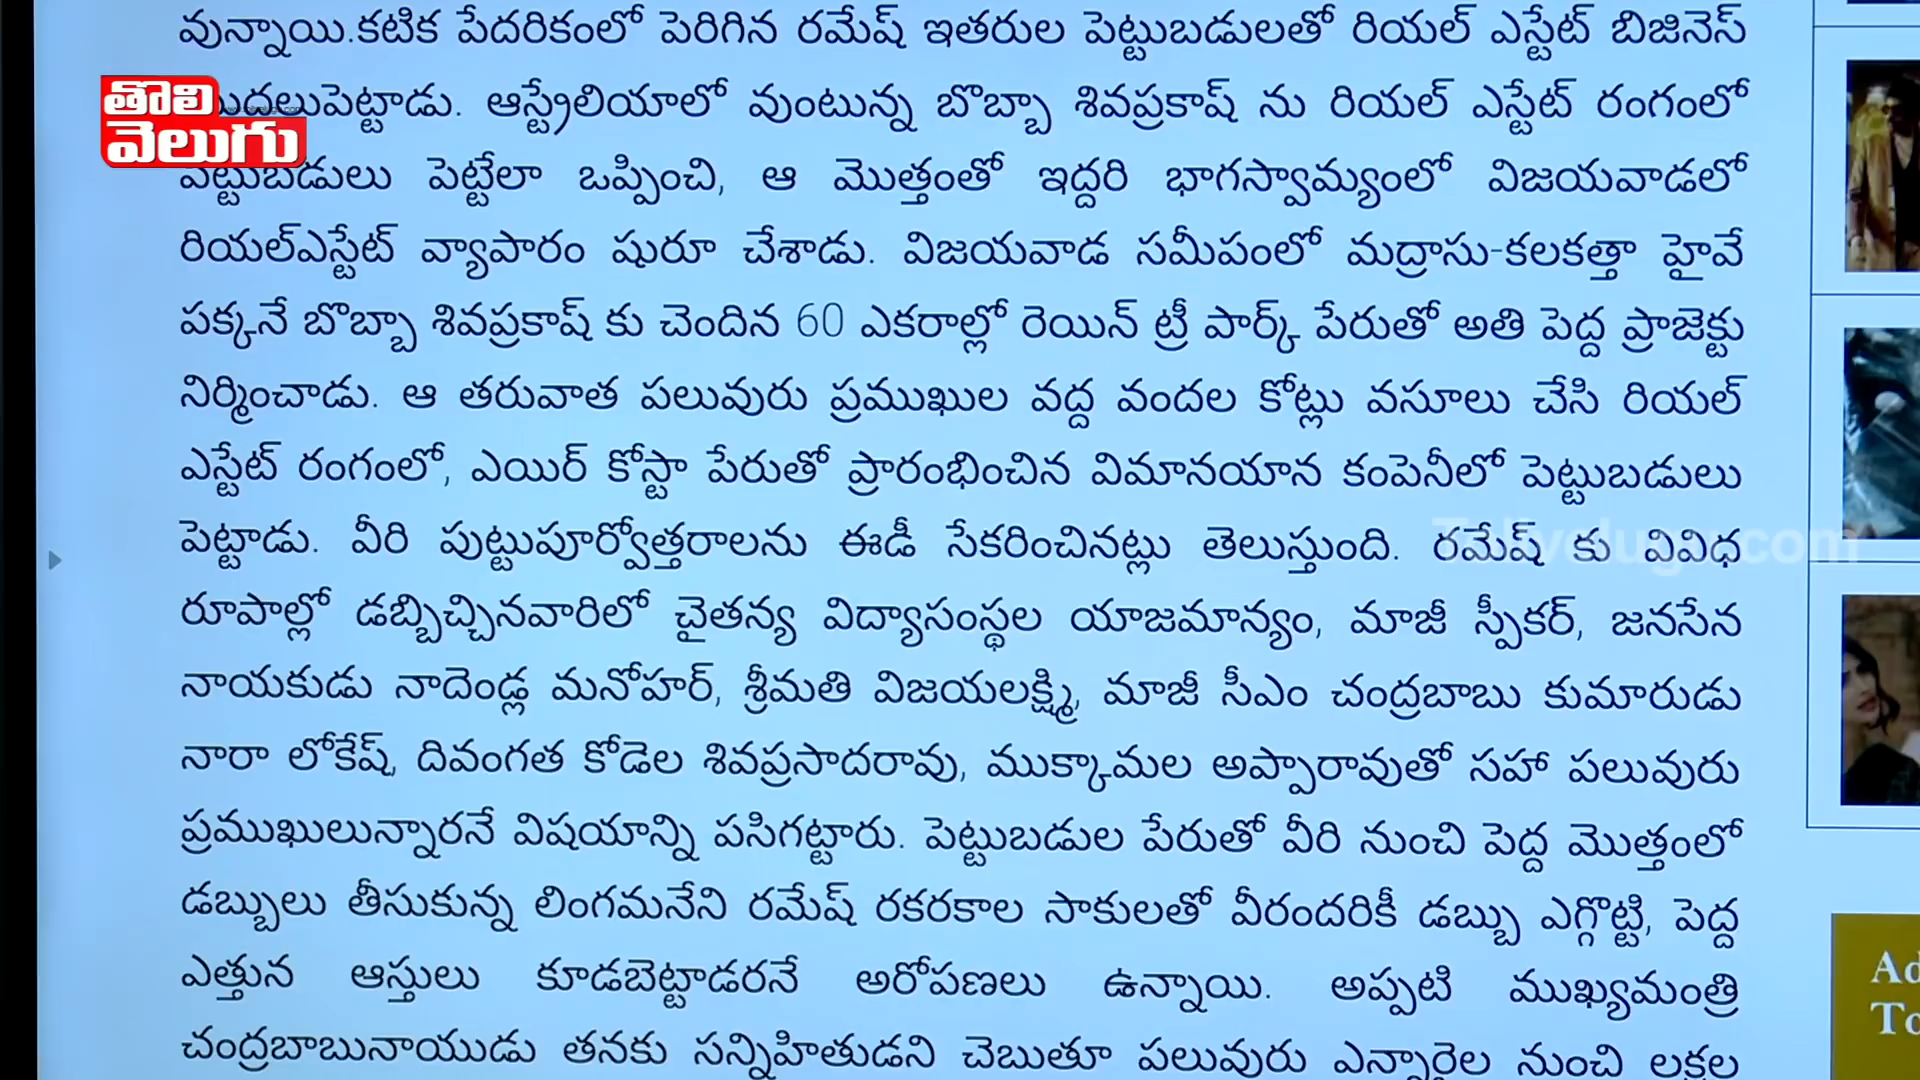 వున్నాయి.కటిక పేదరికంలో పెరిగిన రమేష్ ఇతరుల పెట్టుబడులతో రియల్ ఎస్టేట్ బిజినెస్
మొదలుపెట్టాడు. ఆస్ట్రేలియాలో వుంటున్న బొబ్బా శివప్రకాష్ ను రియల్ ఎస్టేట్ రంగంలో
తొలి
వెలుగు
పెట్టుబడులు పెట్టేలా ఒప్పించి, ఆ మొత్తంతో ఇద్దరి భాగస్వామ్యంలో విజయవాడలో
రియల్ఎస్టేట్ వ్యాపారం షురూ చేశాడు. విజయవాడ సమీపంలో మద్రాసు-కలకత్తా హైవే
పక్కనే బొబ్బా శివప్రకాష్ కు చెందిన 60 ఎకరాల్లో రెయిన్ ట్రీ పార్క్ పేరుతో అతి పెద్ద ప్రాజెక్టు
నిర్మించాడు. ఆ తరువాత పలువురు ప్రముఖుల వద్ద వందల కోట్లు వసూలు చేసి రియల్
ఎస్టేట్ రంగంలో, ఎయిర్ కోస్టా పేరుతో ప్రారంభించిన విమానయాన కంపెనీలో పెట్టుబడులు
పెట్టాడు. వీరి పుట్టుపూర్వోత్తరాలను ఈడీ సేకరించినట్లు తెలుస్తుంది. రమేష్ కు వివిధ
Tolivelugu.com
రూపాల్లో డబ్బిచ్చినవారిలో చైతన్య విద్యాసంస్థల యాజమాన్యం, మాజీ స్పీకర్, జనసేన
నాయకుడు నాదెండ్ల మనోహర్, శ్రీమతి విజయలక్ష్మి, మాజీ సీఎం చంద్రబాబు కుమారుడు
నారా లోకేష్, దివంగత కోడెల శివప్రసాదరావు, ముక్కామల అప్పారావుతో సహా పలువురు
ప్రముఖులున్నారనే విషయాన్ని పసిగట్టారు. పెట్టుబడుల పేరుతో వీరి నుంచి పెద్ద మొత్తంలో
డబ్బులు తీసుకున్న లింగమనేని రమేష్ రకరకాల సాకులతో వీరందరికీ డబ్బు ఎగ్గొట్టి, పెద్ద
ఎత్తున ఆస్తులు కూడబెట్టాడరనే అరోపణలు ఉన్నాయి. అప్పటి ముఖ్యమంత్రి
చంద్రబాబునాయుడు తనకు సన్నిహితుడని చెబుతూ పలువురు ఎన్నారైల నుంచి లక్షల